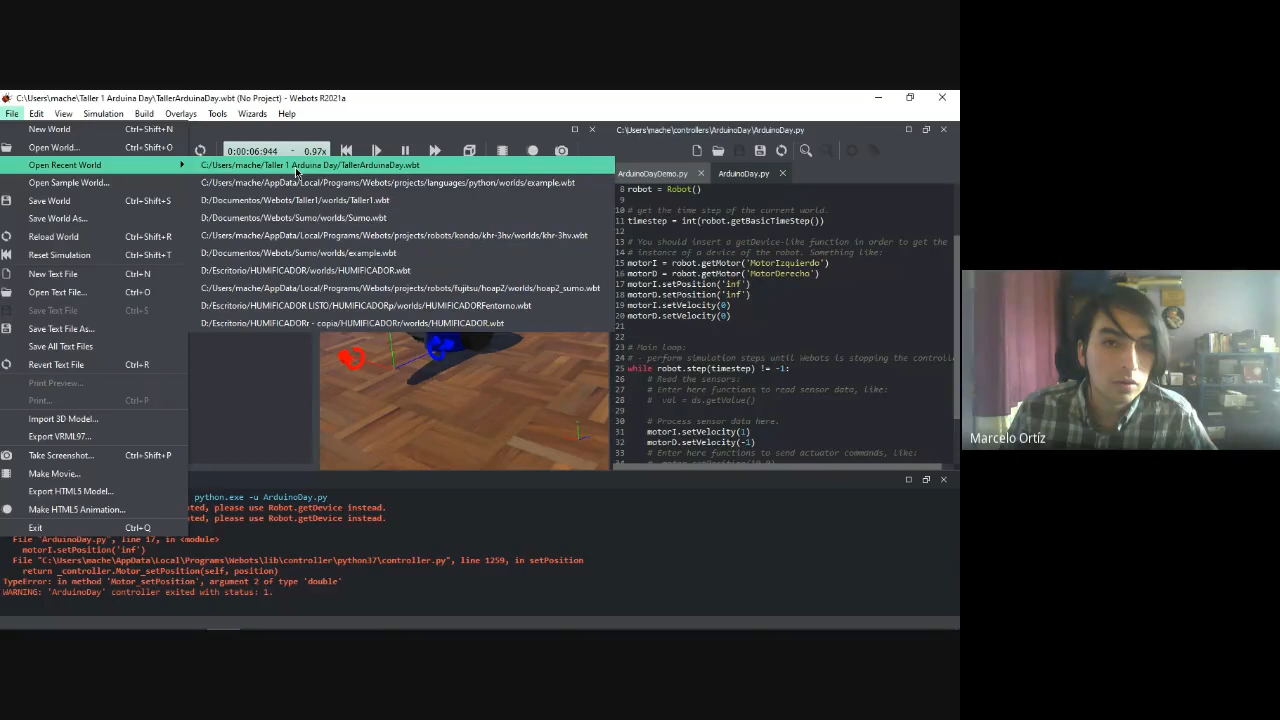 C:\Users\mache\Taller 1 Arduina Day\TallerArduinaDay.wbt (No Project) - Webots R2021a
File Edit View Simulation Build Overlays Tools Wizards Help
New World Ctrl+Shift+N
Open World... Ctrl+Shift+O
Open Recent World
Open Sample World...
Save World Ctrl+Shift+S
Save World As...
Reload World Ctrl+Shift+R
Reset Simulation Ctrl+Shift+T
New Text File Ctrl+N
Open Text File... Ctrl+O
Save Text File Ctrl+S
Save Text File As...
Save All Text Files
Revert Text File Ctrl+R
Print Preview...
Print... Ctrl+P
Import 3D Model...
Export VRML97...
Take Screenshot... Ctrl+Shift+P
Make Movie...
Export HTML5 Model...
Make HTML5 Animation...
Exit Ctrl+Q
0:00:06:944 - 0.97x
C:/Users/mache/Taller 1 Arduina Day/TallerArduinaDay.wbt
C:/Users/mache/AppData/Local/Programs/Webots/projects/languages/python/worlds/example.wbt
D:/Documentos/Webots/Taller1/worlds/Taller1.wbt
D:/Documentos/Webots/Sumo/worlds/Sumo.wbt
C:/Users/mache/AppData/Local/Programs/Webots/projects/robots/kondo/khr-3hv/worlds/khr-3hv.wbt
D:/Documentos/Webots/Sumo/worlds/example.wbt
D:/Escritorio/HUMIFICADOR/worlds/HUMIFICADOR.wbt
C:/Users/mache/AppData/Local/Programs/Webots/projects/robots/fujitsu/hoap2/worlds/hoap2_sumo.wbt
D:/Escritorio/HUMIFICADOR LISTO/HUMIFICADORp/worlds/HUMIFICADORentorno.wbt
D:/Escritorio/HUMIFICADORr - copia/HUMIFICADORr/worlds/HUMIFICADOR.wbt
C:\Users\mache\controllers\ArduinoDay\ArduinoDay.py
ArduinoDayDemo.py ArduinoDay.py
8 robot = Robot()
9
10 # get the time step of the current world.
11 timestep = int(robot.getBasicTimeStep())
12
13 # You should insert a getDevice-like function in order to get the
14 # instance of a device of the robot. Something like:
15 motorI = robot.getMotor('MotorIzquierdo')
16 motorD = robot.getMotor('MotorDerecho')
17 motorI.setPosition('inf')
18 motorD.setPosition('inf')
19 motorI.setVelocity(0)
20 motorD.setVelocity(0)
21
22
23 # Main loop:
24 # - perform simulation steps until Webots is stopping the controll
25 while robot.step(timestep) != -1:
26 # Read the sensors:
27 # Enter here functions to read sensor data, like:
28 # val = ds.getValue()
29
30 # Process sensor data here.
31 motorI.setVelocity(1)
32 motorD.setVelocity(-1)
33 # Enter here functions to send actuator commands, like:
python.exe -u ArduinoDay.py
ted, please use Robot.getDevice instead.
ted, please use Robot.getDevice instead.
File "ArduinoDay.py", line 17, in <module>
motorI.setPosition('inf')
File "C:\Users\mache\AppData\Local\Programs\Webots\lib\controller\python37\controller.py", line 1259, in setPosition
return _controller.Motor_setPosition(self, position)
TypeError: in method 'Motor_setPosition', argument 2 of type 'double'
WARNING: 'ArduinoDay' controller exited with status: 1.
Marcelo Ortíz